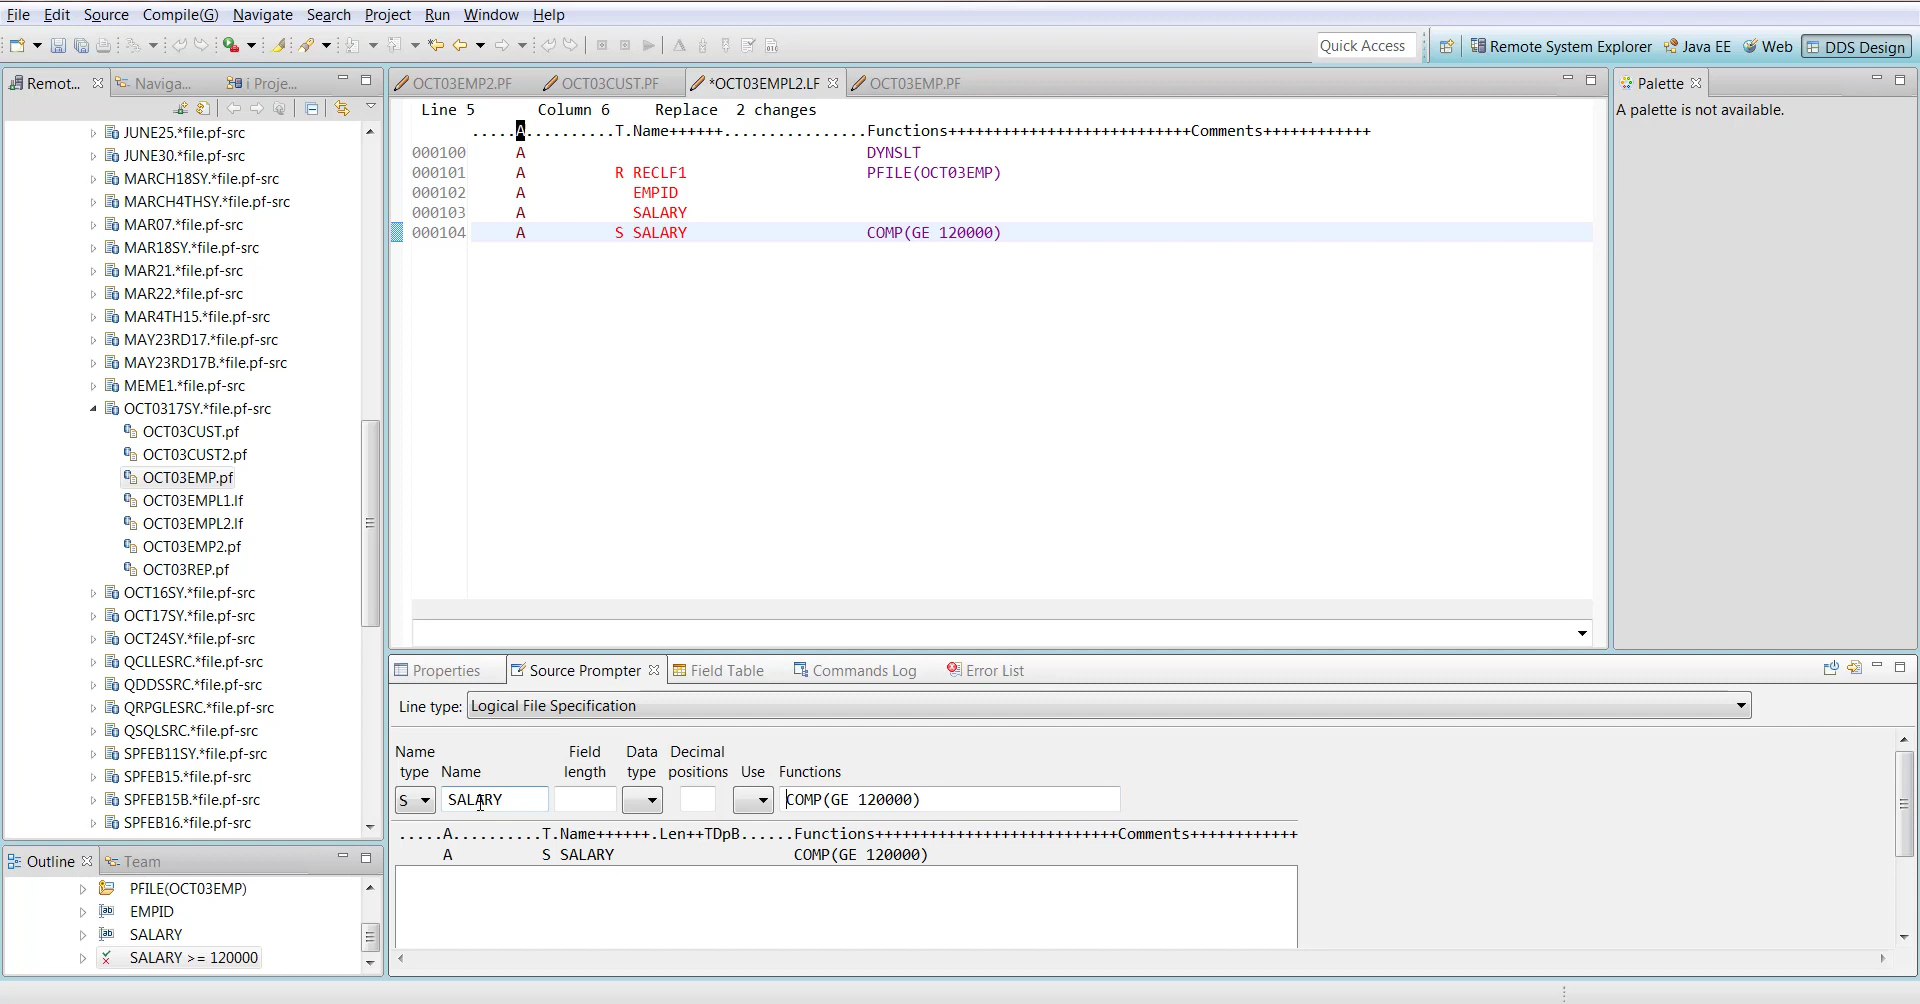 File Edit Source Compile(G) Navigate Search Project Run Window Help
Quick Access Remote System Explorer Java EE Web DDS Design
Remot... Naviga... i Proje...
JUNE25.*file.pf-src
JUNE30.*file.pf-src
MARCH18SY.*file.pf-src
MARCH4THSY.*file.pf-src
MAR07.*file.pf-src
MAR18SY.*file.pf-src
MAR21.*file.pf-src
MAR22.*file.pf-src
MAR4TH15.*file.pf-src
MAY23RD17.*file.pf-src
MAY23RD17B.*file.pf-src
MEME1.*file.pf-src
OCT0317SY.*file.pf-src
OCT03CUST.pf
OCT03CUST2.pf
OCT03EMP.pf
OCT03EMPL1.lf
OCT03EMPL2.lf
OCT03EMP2.pf
OCT03REP.pf
OCT16SY.*file.pf-src
OCT17SY.*file.pf-src
OCT24SY.*file.pf-src
QCLLESRC.*file.pf-src
QDDSSRC.*file.pf-src
QRPGLESRC.*file.pf-src
QSQLSRC.*file.pf-src
SPFEB11SY.*file.pf-src
SPFEB15.*file.pf-src
SPFEB15B.*file.pf-src
SPFEB16.*file.pf-src
Outline Team
PFILE(OCT03EMP)
EMPID
SALARY
SALARY >= 120000
OCT03EMP2.PF OCT03CUST.PF *OCT03EMPL2.LF OCT03EMP.PF
Line 5 Column 6 Replace 2 changes
.....A..........T.Name++++++................Functions+++++++++++++++++++++++++++Comments++++++++++++
000100 A DYNSLT
000101 A R RECLF1 PFILE(OCT03EMP)
000102 A EMPID
000103 A SALARY
000104 A S SALARY COMP(GE 120000)
Palette
A palette is not available.
Properties Source Prompter Field Table Commands Log Error List
Line type: Logical File Specification
Name Field Data Decimal
type Name length type positions Use Functions
S SALARY COMP(GE 120000)
.....A..........T.Name++++++.Len++TDpB......Functions+++++++++++++++++++++++++++Comments++++++++++++
A S SALARY COMP(GE 120000)